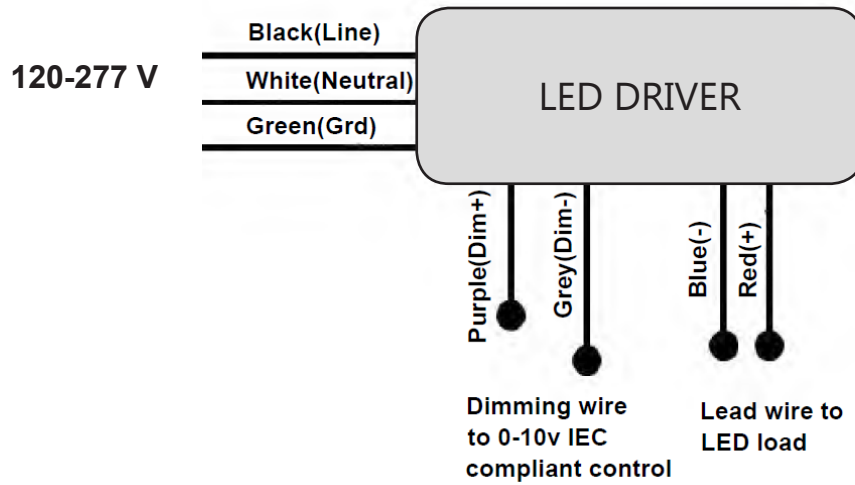 Black(Line)
120-277 V
White(Neutral)
LED DRIVER
Green(Grd)
Purple(Dim+)
Grey(Dim-)
Blue(-)
Red(+)
Dimming wire
to 0-10v IEC
compliant control
Lead wire to
LED load